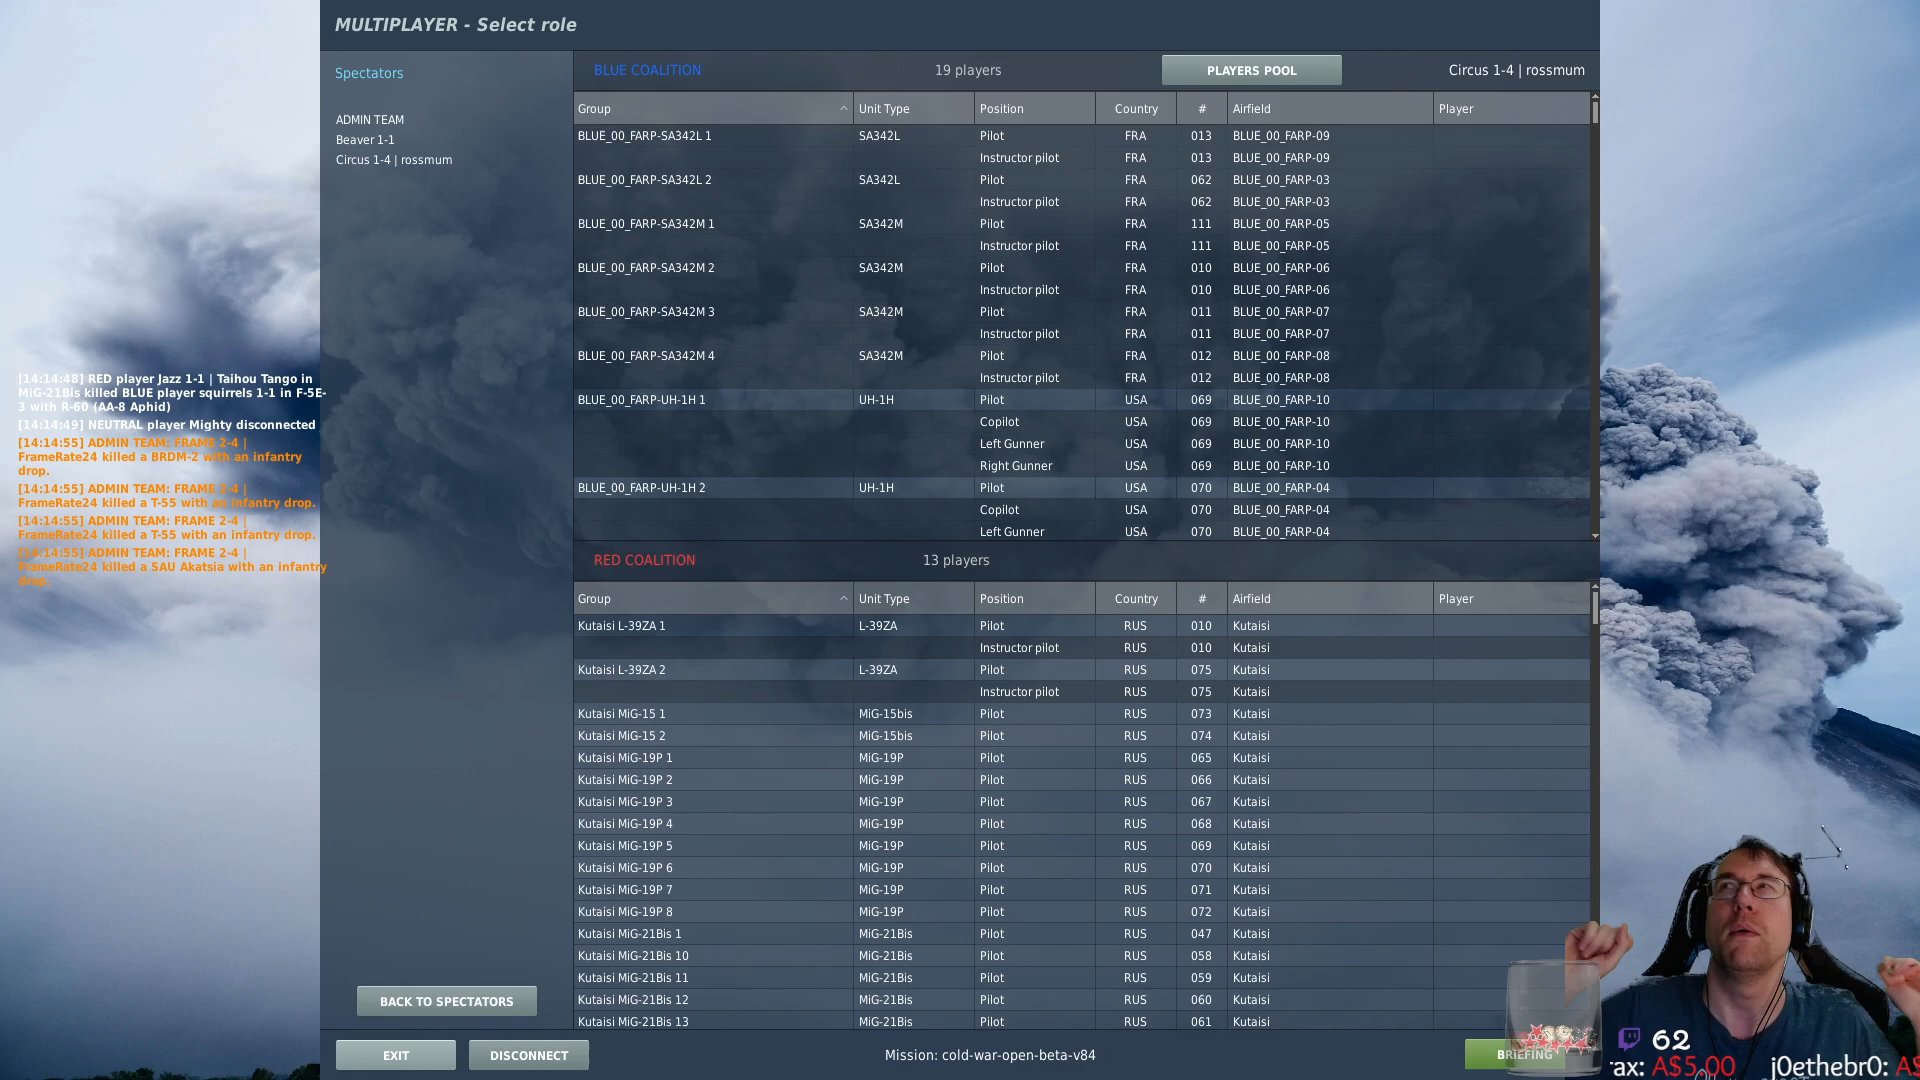 MULTIPLAYER - Select role
Spectators
ADMIN TEAM
Beaver 1-1
Circus 1-4 | rossmum
BLUE COALITION 19 players PLAYERS POOL Circus 1-4 | rossmum
Group Unit Type Position Country # Airfield Player
BLUE_00_FARP-SA342L 1 SA342L Pilot FRA 013 BLUE_00_FARP-09
Instructor pilot FRA 013 BLUE_00_FARP-09
BLUE_00_FARP-SA342L 2 SA342L Pilot FRA 062 BLUE_00_FARP-03
Instructor pilot FRA 062 BLUE_00_FARP-03
BLUE_00_FARP-SA342M 1 SA342M Pilot FRA 111 BLUE_00_FARP-05
Instructor pilot FRA 111 BLUE_00_FARP-05
BLUE_00_FARP-SA342M 2 SA342M Pilot FRA 010 BLUE_00_FARP-06
Instructor pilot FRA 010 BLUE_00_FARP-06
BLUE_00_FARP-SA342M 3 SA342M Pilot FRA 011 BLUE_00_FARP-07
Instructor pilot FRA 011 BLUE_00_FARP-07
BLUE_00_FARP-SA342M 4 SA342M Pilot FRA 012 BLUE_00_FARP-08
Instructor pilot FRA 012 BLUE_00_FARP-08
BLUE_00_FARP-UH-1H 1 UH-1H Pilot USA 069 BLUE_00_FARP-10
Copilot USA 069 BLUE_00_FARP-10
Left Gunner USA 069 BLUE_00_FARP-10
Right Gunner USA 069 BLUE_00_FARP-10
BLUE_00_FARP-UH-1H 2 UH-1H Pilot USA 070 BLUE_00_FARP-04
Copilot USA 070 BLUE_00_FARP-04
Left Gunner USA 070 BLUE_00_FARP-04
RED COALITION 13 players
Group Unit Type Position Country # Airfield Player
Kutaisi L-39ZA 1 L-39ZA Pilot RUS 010 Kutaisi
Instructor pilot RUS 010 Kutaisi
Kutaisi L-39ZA 2 L-39ZA Pilot RUS 075 Kutaisi
Instructor pilot RUS 075 Kutaisi
Kutaisi MiG-15 1 MiG-15bis Pilot RUS 073 Kutaisi
Kutaisi MiG-15 2 MiG-15bis Pilot RUS 074 Kutaisi
Kutaisi MiG-19P 1 MiG-19P Pilot RUS 065 Kutaisi
Kutaisi MiG-19P 2 MiG-19P Pilot RUS 066 Kutaisi
Kutaisi MiG-19P 3 MiG-19P Pilot RUS 067 Kutaisi
Kutaisi MiG-19P 4 MiG-19P Pilot RUS 068 Kutaisi
Kutaisi MiG-19P 5 MiG-19P Pilot RUS 069 Kutaisi
Kutaisi MiG-19P 6 MiG-19P Pilot RUS 070 Kutaisi
Kutaisi MiG-19P 7 MiG-19P Pilot RUS 071 Kutaisi
Kutaisi MiG-19P 8 MiG-19P Pilot RUS 072 Kutaisi
Kutaisi MiG-21Bis 1 MiG-21Bis Pilot RUS 047 Kutaisi
Kutaisi MiG-21Bis 10 MiG-21Bis Pilot RUS 058 Kutaisi
Kutaisi MiG-21Bis 11 MiG-21Bis Pilot RUS 059 Kutaisi
Kutaisi MiG-21Bis 12 MiG-21Bis Pilot RUS 060 Kutaisi
Kutaisi MiG-21Bis 13 MiG-21Bis Pilot RUS 061 Kutaisi
BACK TO SPECTATORS
EXIT DISCONNECT Mission: cold-war-open-beta-v84 BRIEFING
[14:14:48] RED player Jazz 1-1 | Taihou Tango in
MiG-21Bis killed BLUE player squirrels 1-1 in F-5E-
3 with R-60 (AA-8 Aphid)
[14:14:49] NEUTRAL player Mighty disconnected
[14:14:55] ADMIN TEAM: FRAME 2-4 |
FrameRate24 killed a BRDM-2 with an infantry
drop.
[14:14:55] ADMIN TEAM: FRAME 2-4 |
FrameRate24 killed a T-55 with an infantry drop.
[14:14:55] ADMIN TEAM: FRAME 2-4 |
FrameRate24 killed a T-55 with an infantry drop.
[14:14:55] ADMIN TEAM: FRAME 2-4 |
FrameRate24 killed a SAU Akatsia with an infantry
drop.
62
ax: A$5.00 j0ethebr0: A$